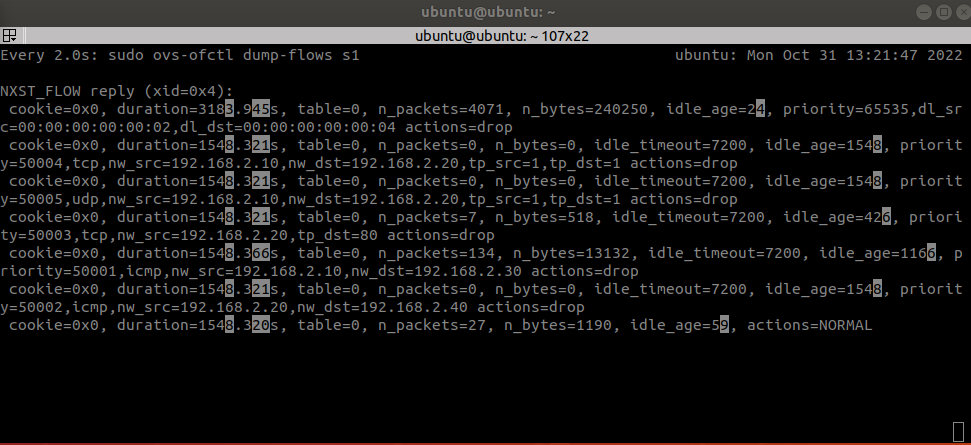 ubuntu@ubuntu: ~
ubuntu@ubuntu: ~ 107x22
Every 2.0s: sudo ovs-ofctl dump-flows s1 ubuntu: Mon Oct 31 13:21:47 2022
NXST_FLOW reply (xid=0x4):
cookie=0x0, duration=3183.945s, table=0, n_packets=4071, n_bytes=240250, idle_age=24, priority=65535,dl_sr
c=00:00:00:00:00:02,dl_dst=00:00:00:00:00:04 actions=drop
cookie=0x0, duration=1548.321s, table=0, n_packets=0, n_bytes=0, idle_timeout=7200, idle_age=1548, priorit
y=50004,tcp,nw_src=192.168.2.10,nw_dst=192.168.2.20,tp_src=1,tp_dst=1 actions=drop
cookie=0x0, duration=1548.321s, table=0, n_packets=0, n_bytes=0, idle_timeout=7200, idle_age=1548, priorit
y=50005,udp,nw_src=192.168.2.10,nw_dst=192.168.2.20,tp_src=1,tp_dst=1 actions=drop
cookie=0x0, duration=1548.321s, table=0, n_packets=7, n_bytes=518, idle_timeout=7200, idle_age=426, priori
ty=50003,tcp,nw_src=192.168.2.20,tp_dst=80 actions=drop
cookie=0x0, duration=1548.366s, table=0, n_packets=134, n_bytes=13132, idle_timeout=7200, idle_age=1166, p
riority=50001,icmp,nw_src=192.168.2.10,nw_dst=192.168.2.30 actions=drop
cookie=0x0, duration=1548.321s, table=0, n_packets=0, n_bytes=0, idle_timeout=7200, idle_age=1548, priorit
y=50002,icmp,nw_src=192.168.2.20,nw_dst=192.168.2.40 actions=drop
cookie=0x0, duration=1548.320s, table=0, n_packets=27, n_bytes=1190, idle_age=59, actions=NORMAL